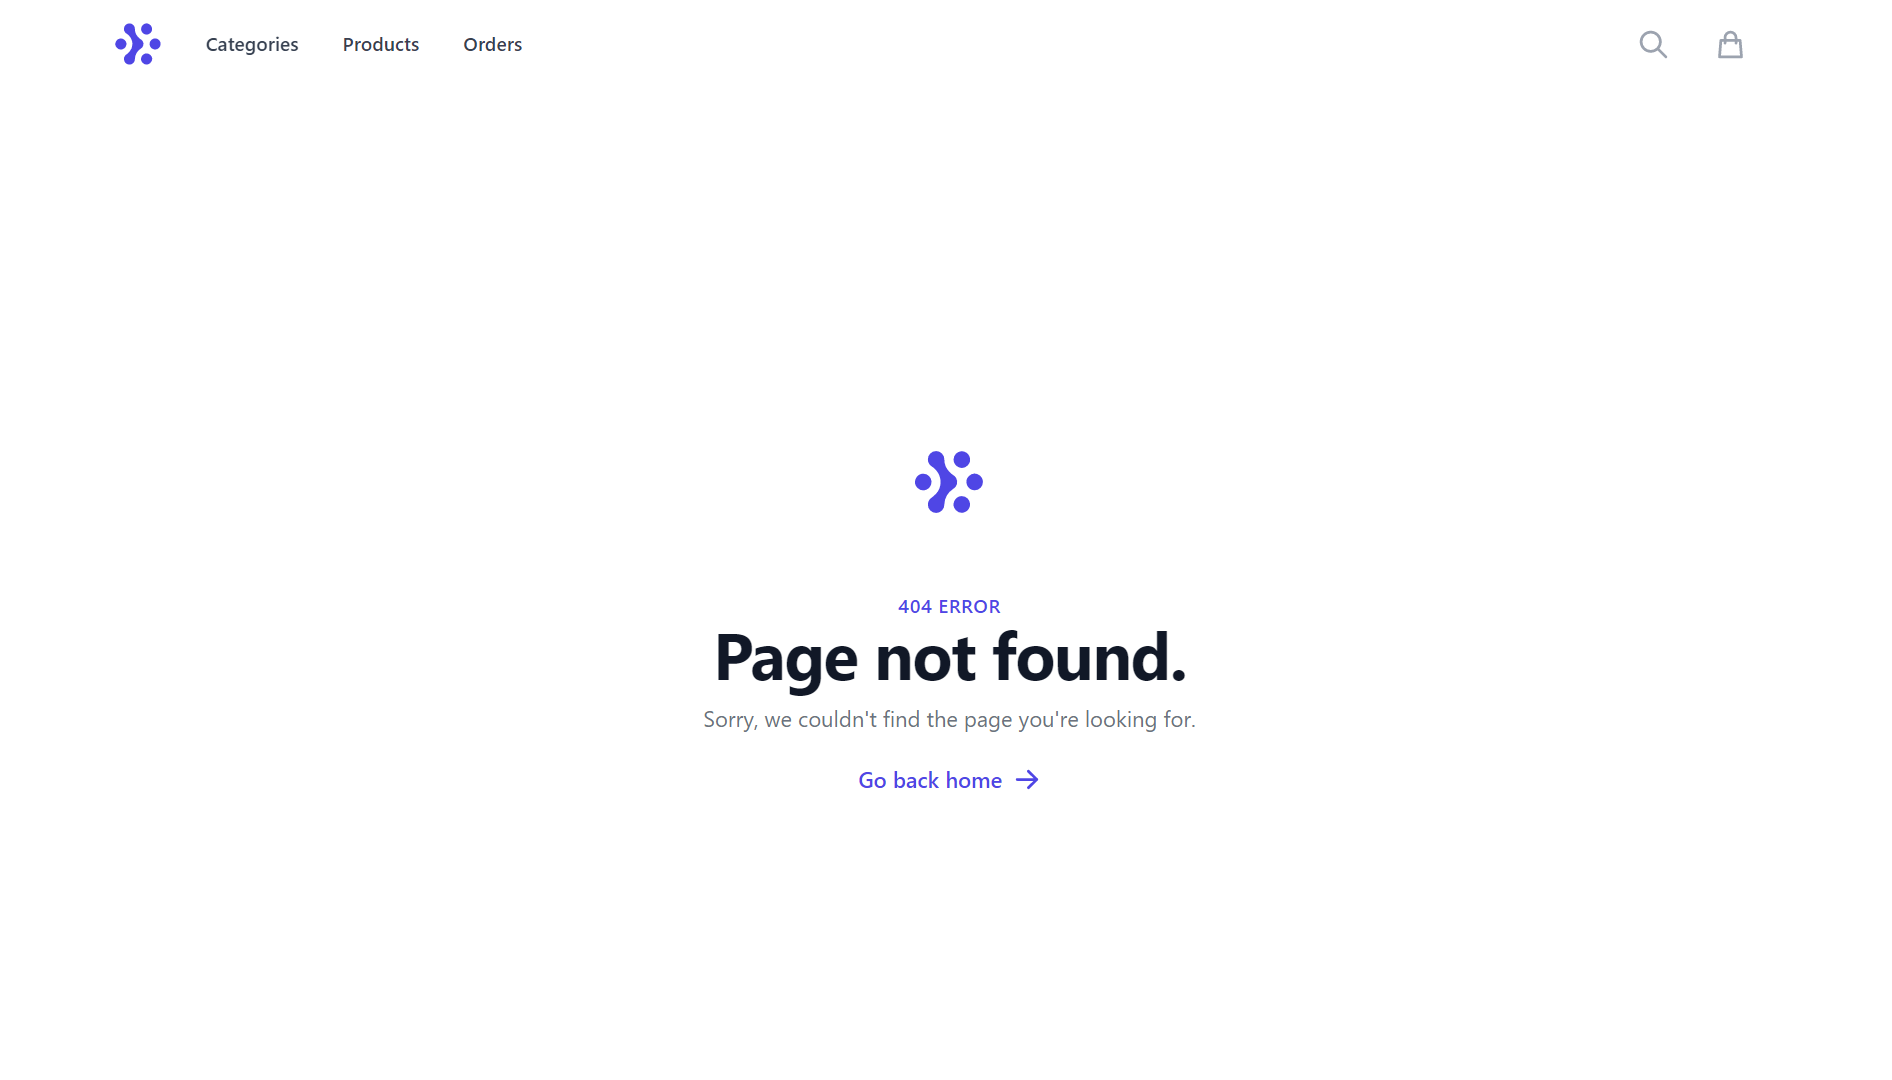 Categories Products Orders
404 ERROR
Page not found.
Sorry, we couldn't find the page you're looking for.
Go back home